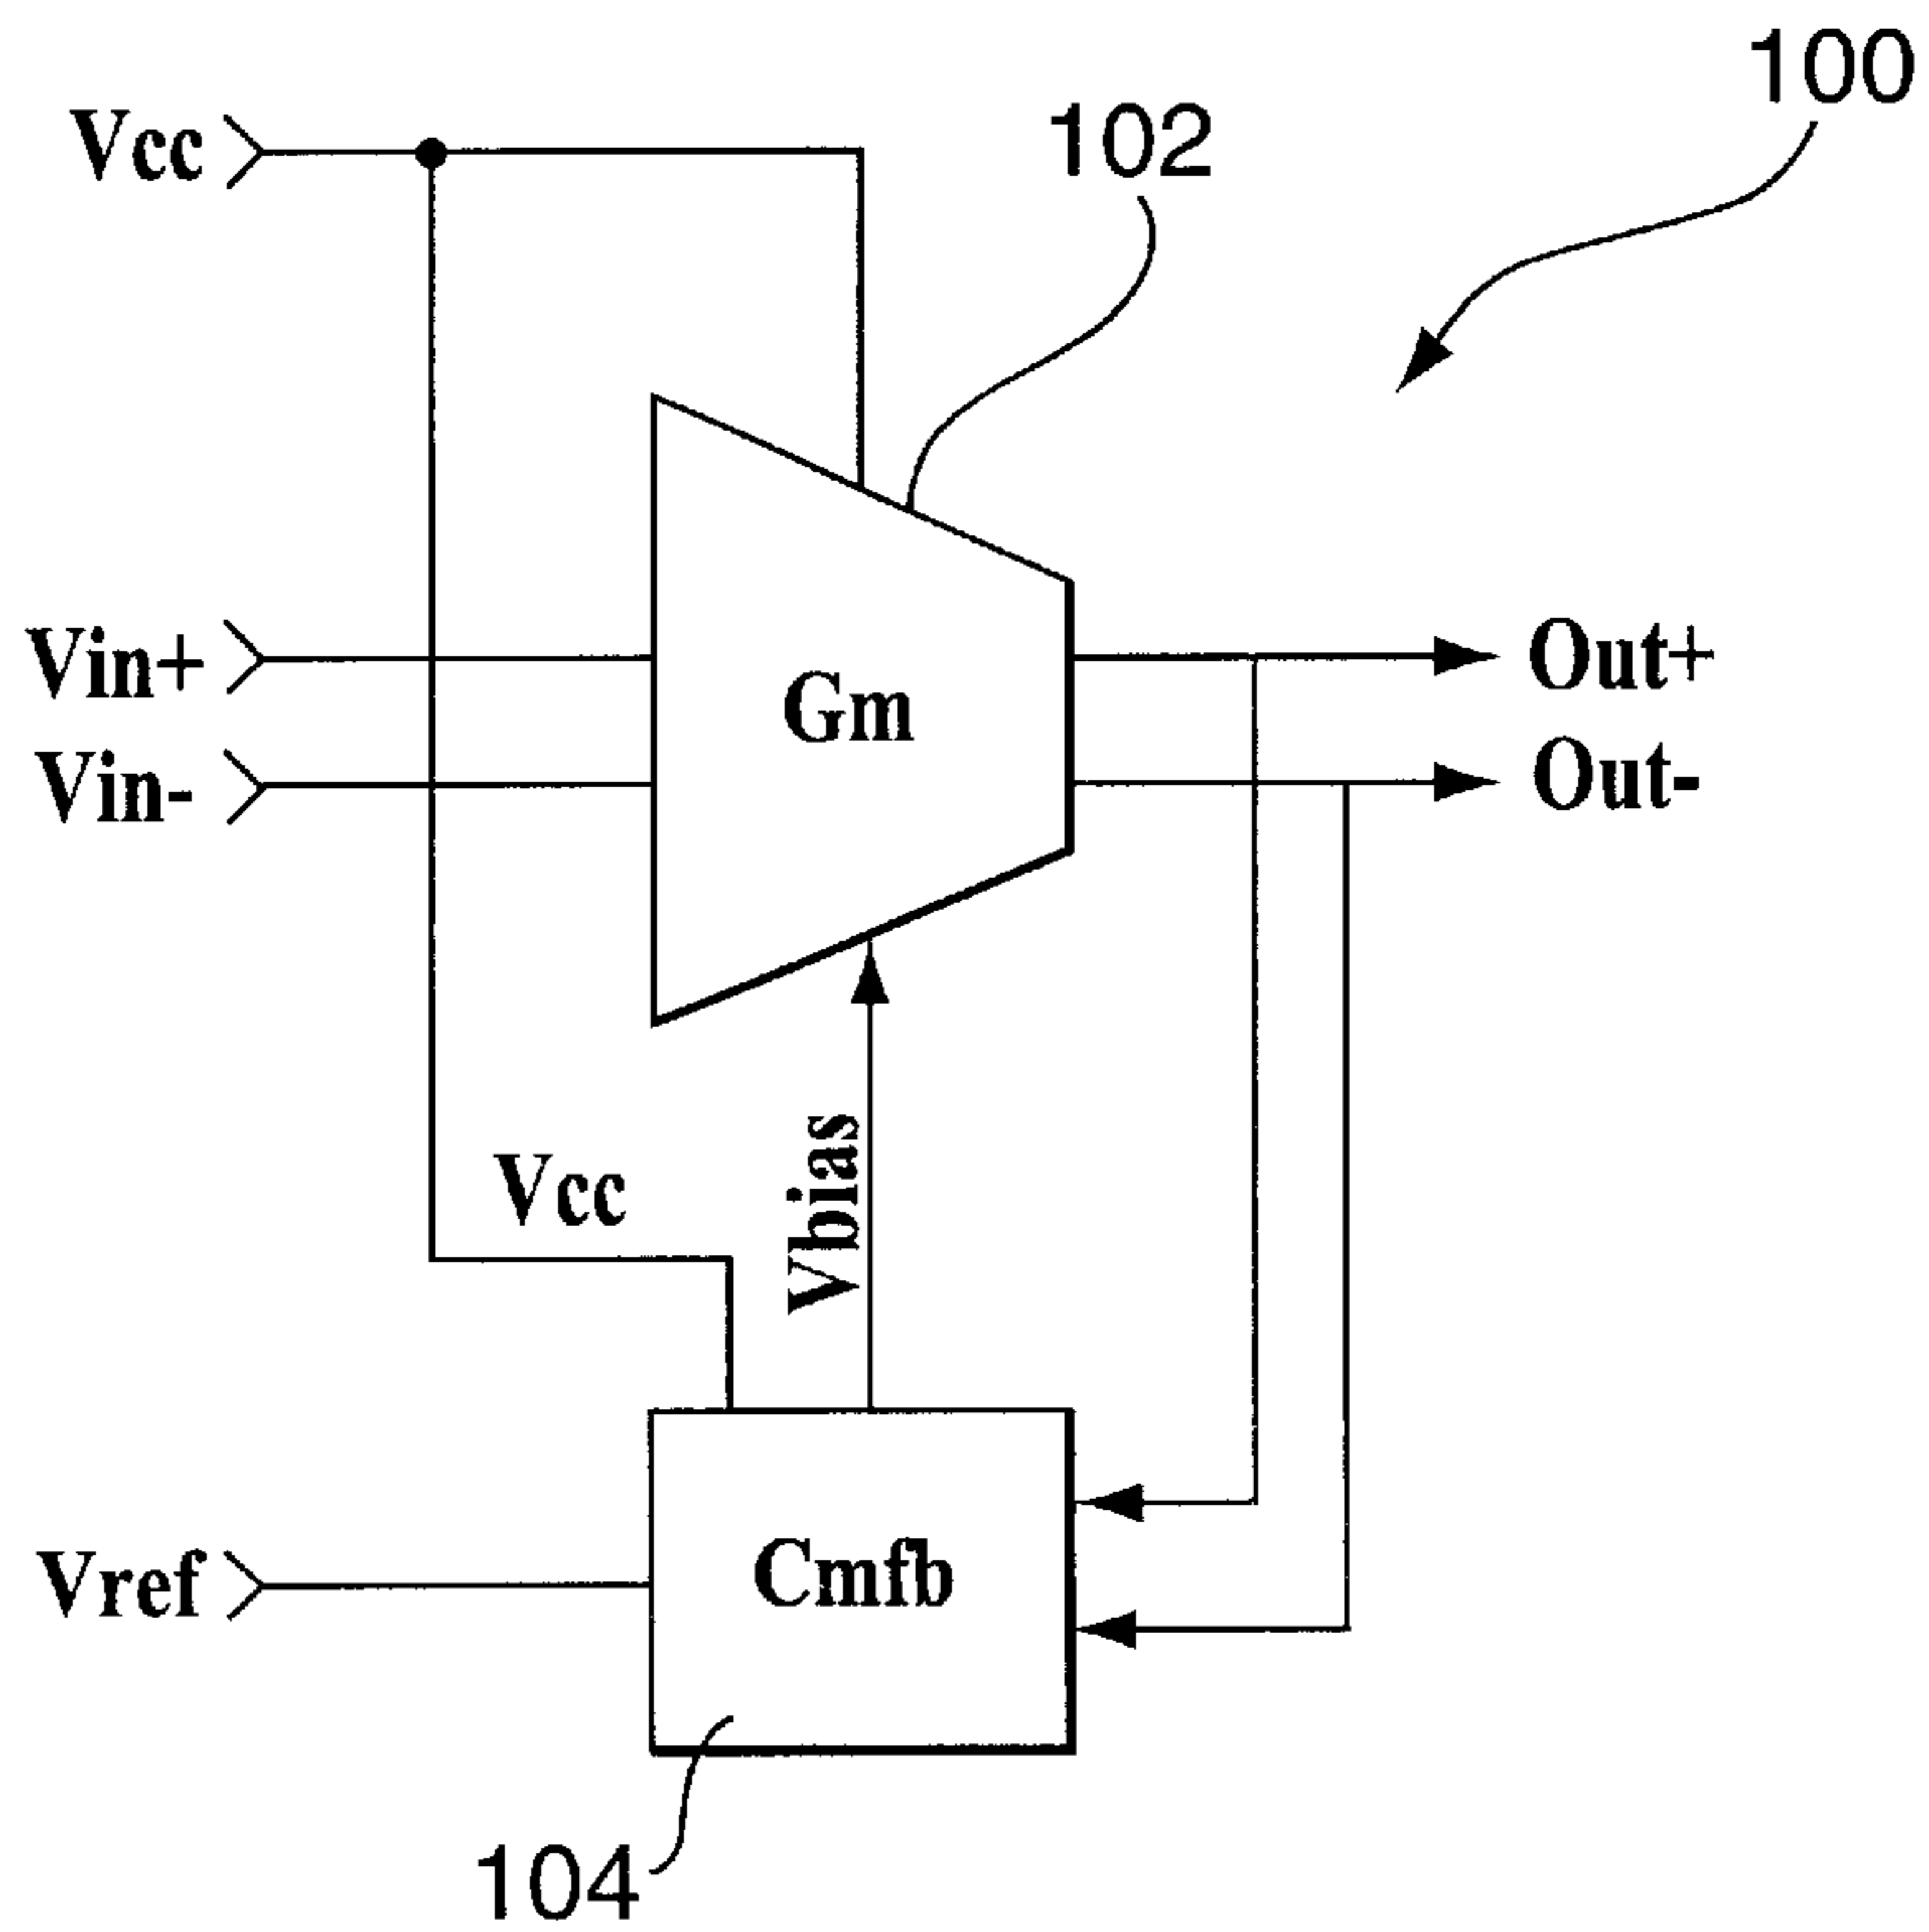 100
102
Vcc
Vin+
Gm
Out+
Vin-
Out-
Vcc
Vbias
Vref
Cmfb
104